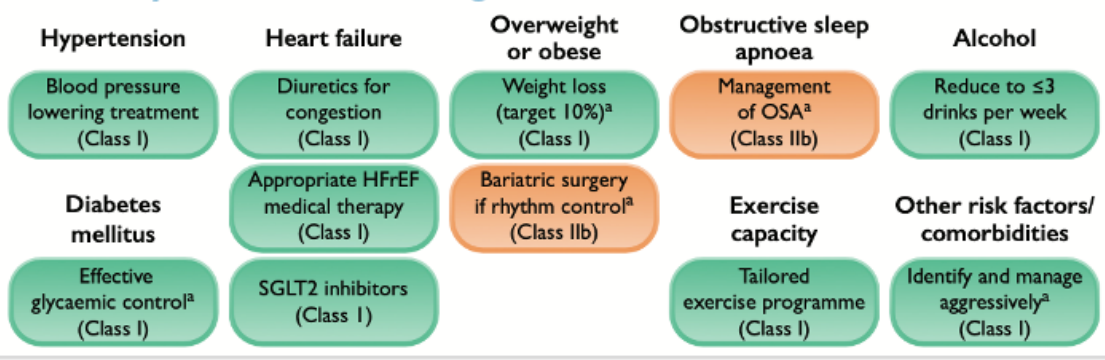 Hypertension
Blood pressure
lowering treatment
(Class I)
Diabetes
mellitus
Effective
glycaemic controlᵃ
(Class I)
Heart failure
Diuretics for
congestion
(Class I)
Appropriate HFrEF
medical therapy
(Class I)
SGLT2 inhibitors
(Class 1)
Overweight
or obese
Weight loss
(target 10%)ᵃ
(Class I)
Bariatric surgery
if rhythm controlᵃ
(Class IIb)
Obstructive sleep
apnoea
Management
of OSAᵃ
(Class IIb)
Exercise
capacity
Tailored
exercise programme
(Class I)
Alcohol
Reduce to ≤3
drinks per week
(Class I)
Other risk factors/
comorbidities
Identify and manage
aggressivelyᵃ
(Class I)